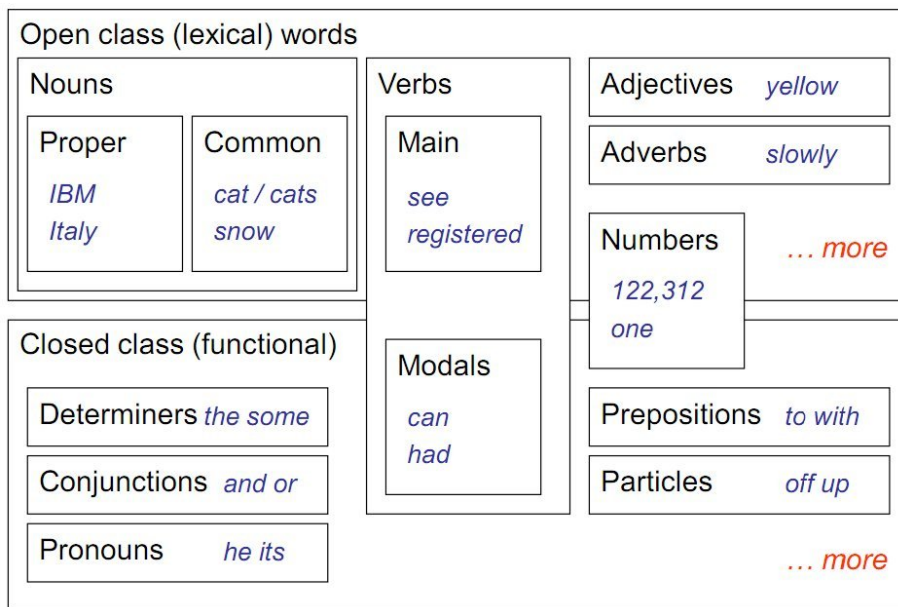 Open class (lexical) words
Nouns
Proper
IBM
Italy
Common
cat / cats
snow
Verbs
Main
see
registered
Adjectives yellow
Adverbs slowly
Numbers
122,312
one
… more
Closed class (functional)
Determiners the some
Conjunctions and or
Pronouns he its
Modals
can
had
Prepositions to with
Particles off up
… more